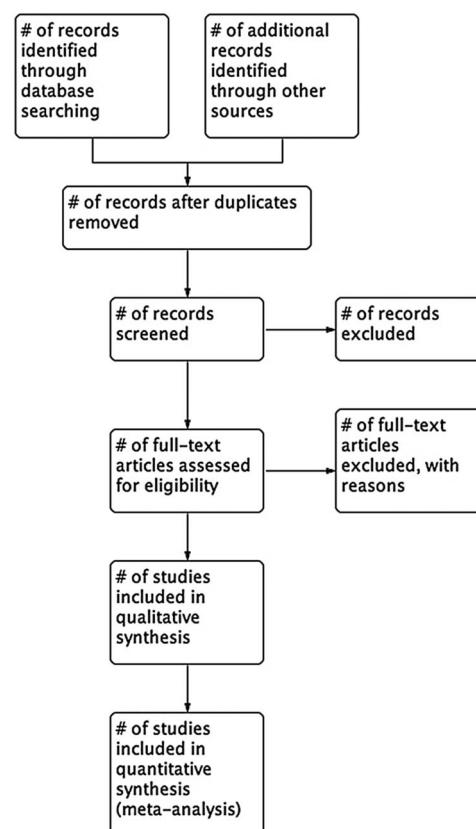 # of records
identified
through
database
searching
# of additional
records
identified
through other
sources
# of records after duplicates
removed
# of records
screened
# of records
excluded
# of full-text
articles assessed
for eligibility
# of full-text
articles
excluded, with
reasons
# of studies
included in
qualitative
synthesis
# of studies
included in
quantitative
synthesis
(meta-analysis)